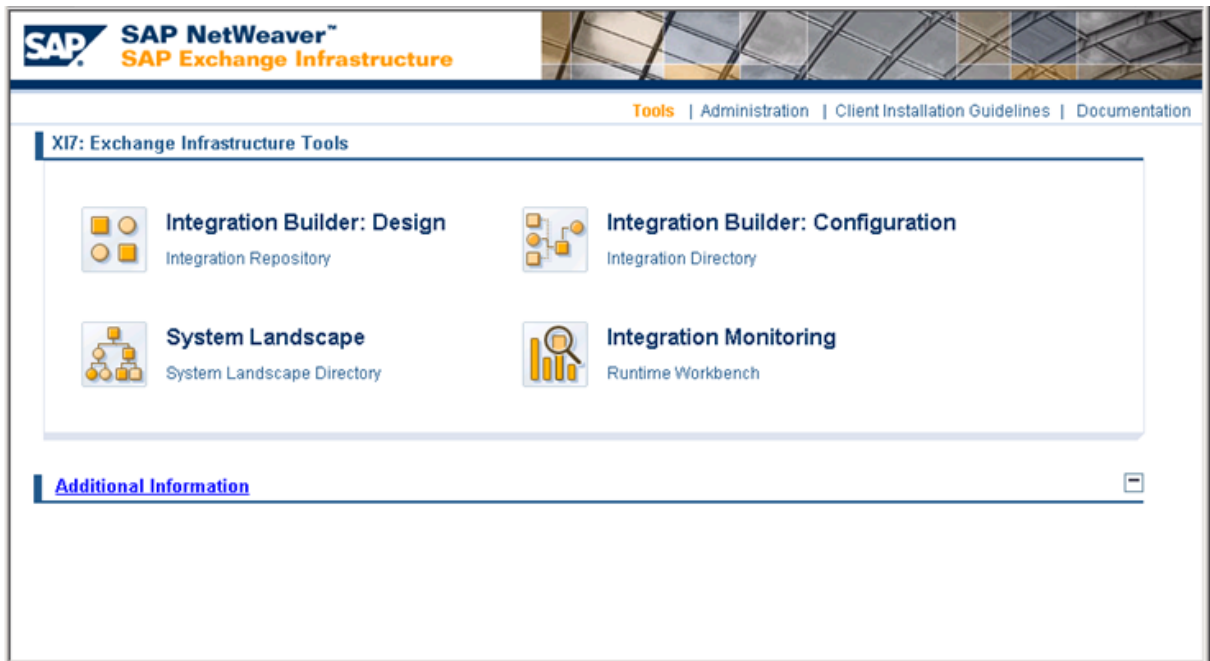 SAP
SAP NetWeaver™
SAP Exchange Infrastructure
Tools | Administration | Client Installation Guidelines | Documentation
XI7: Exchange Infrastructure Tools
Integration Builder: Design
Integration Repository
Integration Builder: Configuration
Integration Directory
System Landscape
System Landscape Directory
Integration Monitoring
Runtime Workbench
Additional Information